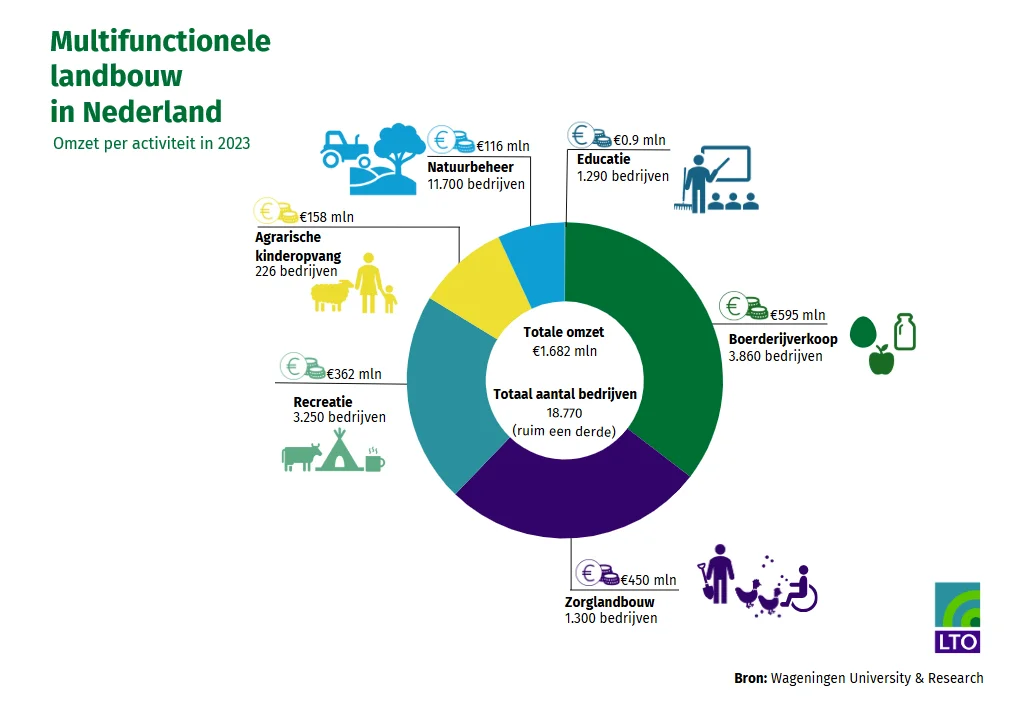 Multifunctionele
landbouw
in Nederland
Omzet per activiteit in 2023
€116 mln
Natuurbeheer
11.700 bedrijven
€0.9 mln
Educatie
1.290 bedrijven
€158 mln
Agrarische
kinderopvang
226 bedrijven
€595 mln
Boerderijverkoop
3.860 bedrijven
Totale omzet
€1.682 mln
Totaal aantal bedrijven
18.770
(ruim een derde)
€362 mln
Recreatie
3.250 bedrijven
€450 mln
Zorglandbouw
1.300 bedrijven
LTO
Bron: Wageningen University & Research